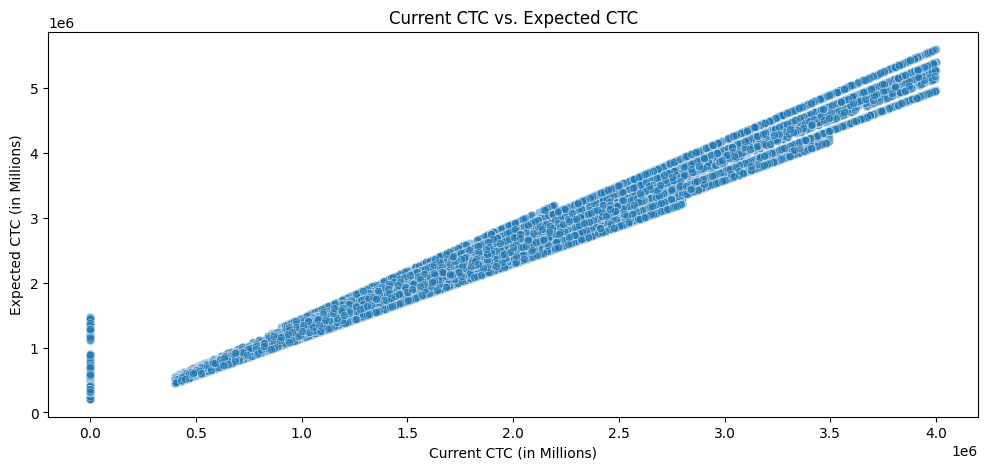 Current CTC vs. Expected CTC
1e6
Expected CTC (in Millions)
5
4
3
2
1
0
0.0 0.5 1.0 1.5 2.0 2.5 3.0 3.5 4.0
1e6
Current CTC (in Millions)